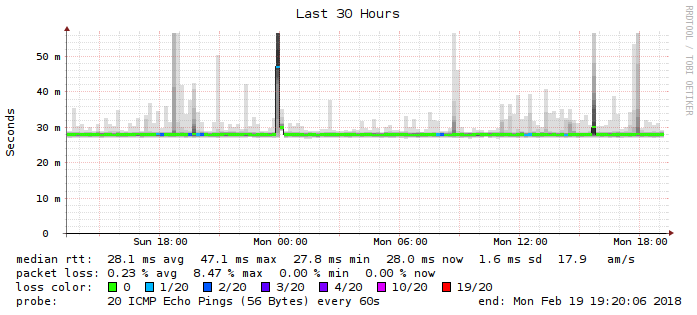 Last 30 Hours
RRDTOOL / TOBI OETIKER
Seconds
50 m
40 m
30 m
20 m
10 m
0
Sun 18:00 Mon 00:00 Mon 06:00 Mon 12:00 Mon 18:00
median rtt: 28.1 ms avg 47.1 ms max 27.8 ms min 28.0 ms now 1.6 ms sd 17.9 am/s
packet loss: 0.23 % avg 8.47 % max 0.00 % min 0.00 % now
loss color: 0 1/20 2/20 3/20 4/20 10/20 19/20
probe: 20 ICMP Echo Pings (56 Bytes) every 60s end: Mon Feb 19 19:20:06 2018